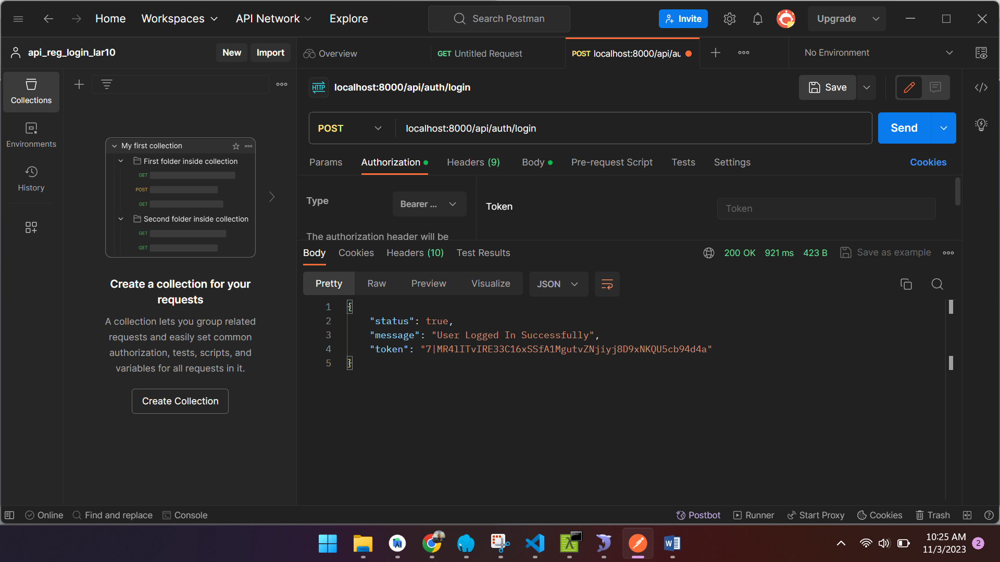 Home Workspaces API Network Explore Search Postman Invite Upgrade
api_reg_login_lar10 New Import
Overview GET Untitled Request POST localhost:8000/api/au No Environment
Collections
Environments
History
My first collection
First folder inside collection
GET
POST
GET
Second folder inside collection
GET
GET
Create a collection for your
requests
A collection lets you group related
requests and easily set common
authorization, tests, scripts, and
variables for all requests in it.
Create Collection
HTTP localhost:8000/api/auth/login Save
POST localhost:8000/api/auth/login Send
Params Authorization Headers (9) Body Pre-request Script Tests Settings Cookies
Type Bearer ... Token Token
The authorization header will be
Body Cookies Headers (10) Test Results 200 OK 921 ms 423 B Save as example
Pretty Raw Preview Visualize JSON
1 {
2 "status": true,
3 "message": "User Logged In Successfully",
4 "token": "7|MR4lITvIRE33C16xSSfA1MgutvZNjiyj8D9xNKQU5cb94d4a"
5 }
Online Find and replace Console Postbot Runner Start Proxy Cookies Trash
10:25 AM
11/3/2023 2